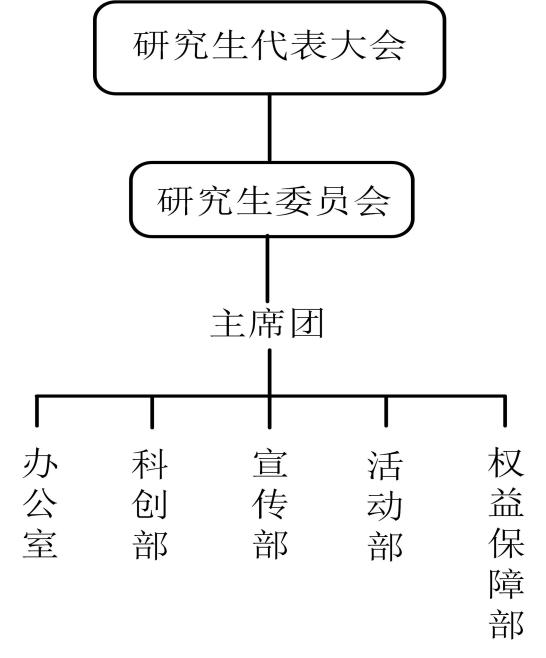 研究生代表大会
研究生委员会
主席团
办公室
科创部
宣传部
活动部
权益保障部